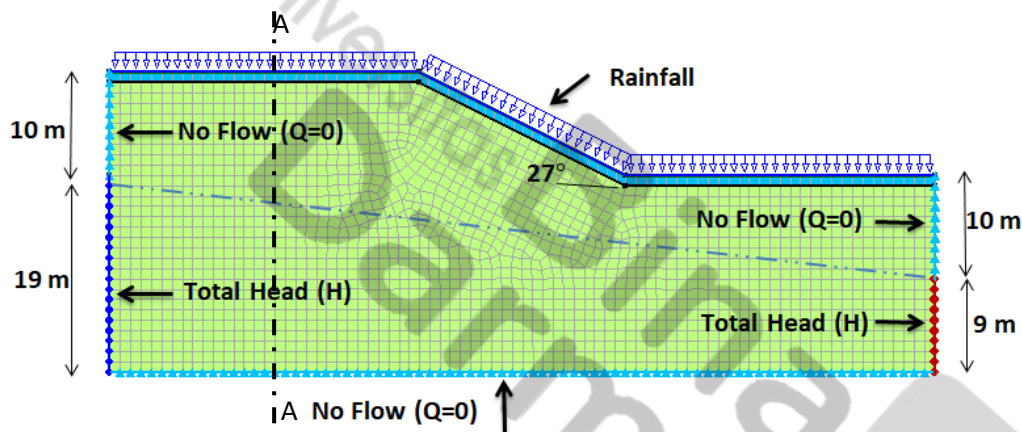 A
Rainfall
10 m
No Flow (Q=0)
27°
No Flow (Q=0)
10 m
19 m
Total Head (H)
Total Head (H)
9 m
A
No Flow (Q=0)
Darma